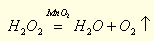 MnO₂
H₂O₂ = H₂O + O₂ ↑